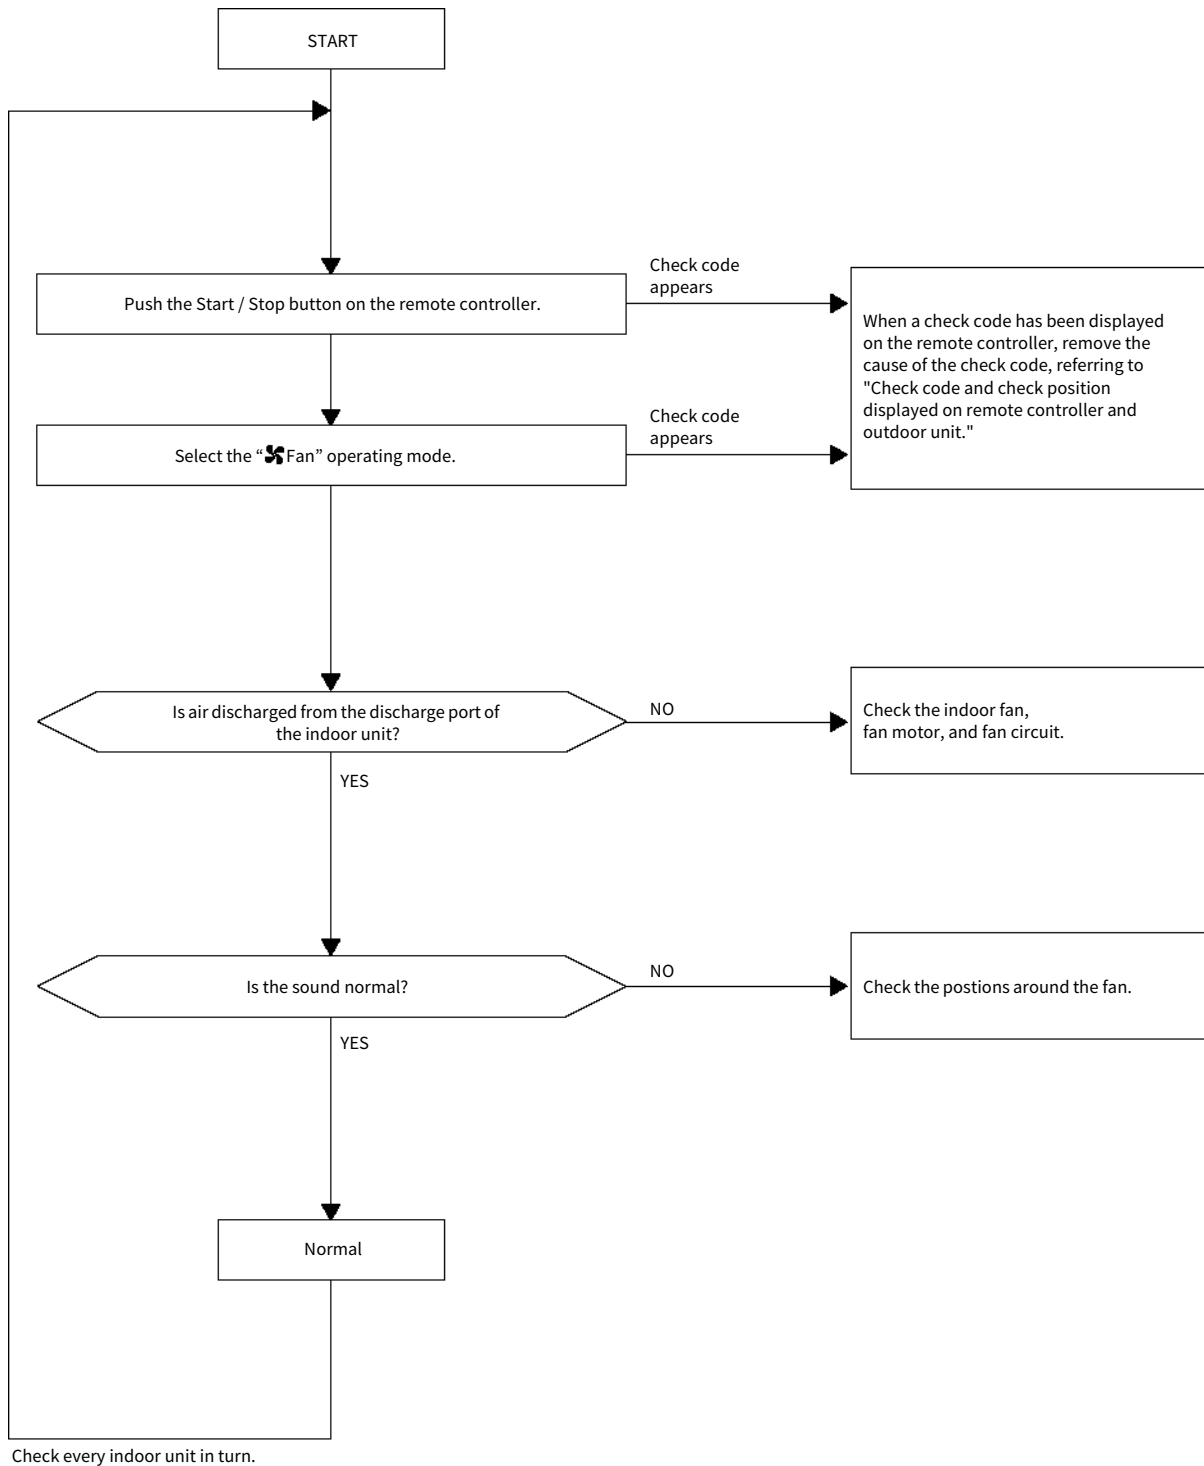 START
Push the Start / Stop button on the remote controller.
Check code
appears
When a check code has been displayed
on the remote controller, remove the
cause of the check code, referring to
"Check code and check position
displayed on remote controller and
outdoor unit."
Select the “Fan” operating mode.
Check code
appears
Is air discharged from the discharge port of
the indoor unit?
NO
Check the indoor fan,
fan motor, and fan circuit.
YES
Is the sound normal?
NO
Check the postions around the fan.
YES
Normal
Check every indoor unit in turn.